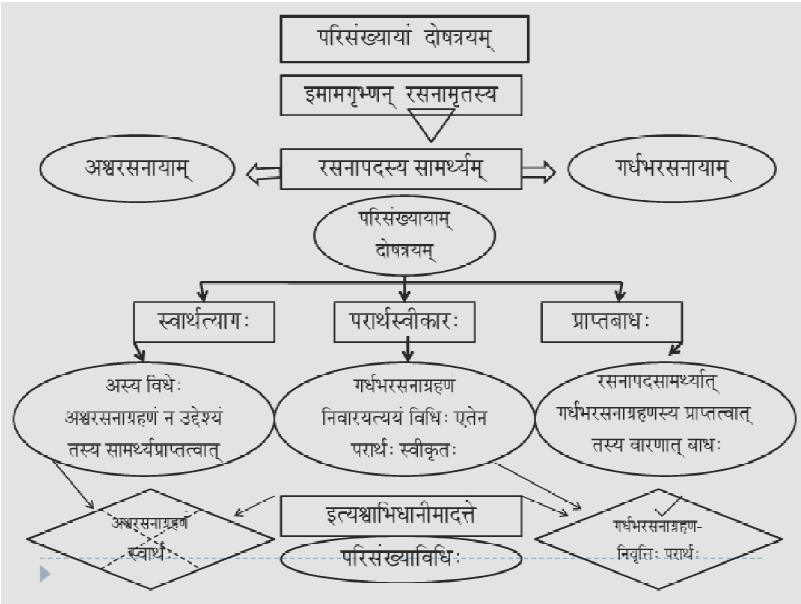 परिसंख्यायां दोषत्रयम्
इमामगृभ्णन् रसनामृतस्य
अश्वरसनायाम्
रसनापदस्य सामर्थ्यम्
गर्धभरसनायाम्
परिसंख्यायाम्
दोषत्रयम्
स्वार्थत्यागः
परार्थस्वीकारः
प्राप्तबाधः
अस्य विधेः
अश्वरसनाग्रहणं न उद्देश्यं
तस्य सामर्थ्यप्राप्तत्वात्
गर्धभरसनाग्रहणं
निवारयत्ययं विधिः एतेन
परार्थः स्वीकृतः
रसनापदसामर्थ्यात्
गर्धभरसनाग्रहणस्य प्राप्तत्वात्
तस्य वारणात् बाधः
अश्वरसनाग्रहणं
स्वार्थः
इत्यश्वाभिधानीमादत्ते
परिसंख्याविधिः
गर्धभरसनाग्रहण-
निवृत्तिः परार्थः